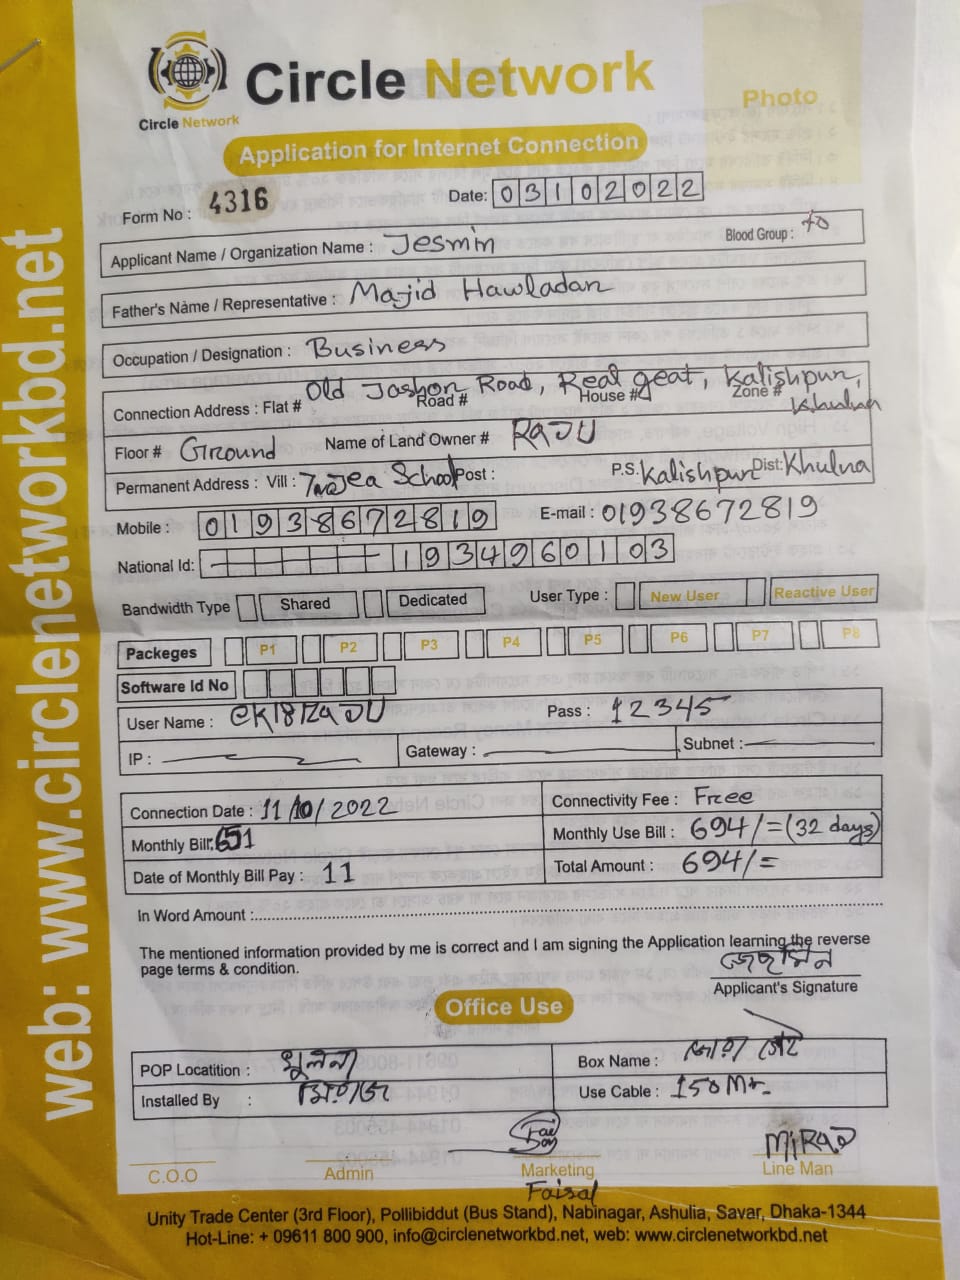 Circle Network
Circle Network
Photo
Application for Internet Connection
Form No : 4316
Date: 03102022
Applicant Name / Organization Name : Jesmin Blood Group :
Father's Name / Representative : Majid Hawladar
Occupation / Designation : Business
Connection Address : Flat # Old Jashor Road, Real geat, Kalishpur, Road # House # Zone # Khulna
Floor # Ground Name of Land Owner # RAJU
Permanent Address : Vill : School Post : P.S. Kalishpur Dist: Khulna
Mobile : 01938672819 E-mail : 01938672819
National Id: 1934960103
Bandwidth Type Shared Dedicated User Type : New User Reactive User
Packeges P1 P2 P3 P4 P5 P6 P7 P8
Software Id No
User Name : Pass : 12345
IP : Gateway : Subnet :
Connection Date : 11/10/2022 Connectivity Fee : Free
Monthly Bill: 651 Monthly Use Bill : 694/=(32 days)
Date of Monthly Bill Pay : 11 Total Amount : 694/=
In Word Amount :
The mentioned information provided by me is correct and I am signing the Application learning the reverse
page terms & condition.
জেছমিন
Applicant's Signature
Office Use
POP Locatition : খুলনা Box Name :
Installed By : মিরাজ Use Cable : 150 Mt
MIRAJ
C.O.O Admin Marketing Line Man
Faisal
Unity Trade Center (3rd Floor), Pollibiddut (Bus Stand), Nabinagar, Ashulia, Savar, Dhaka-1344
Hot-Line: + 09611 800 900, info@circlenetworkbd.net, web: www.circlenetworkbd.net
web: www.circlenetworkbd.net